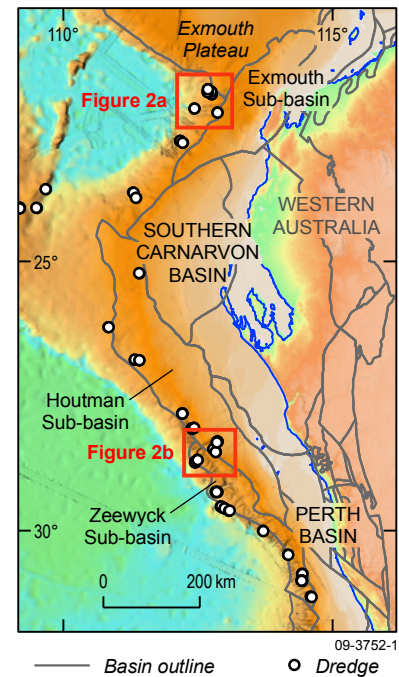 110°
115°
Exmouth
Plateau
Exmouth
Sub-basin
Figure 2a
WESTERN
AUSTRALIA
SOUTHERN
CARNARVON
BASIN
25°
Houtman
Sub-basin
Figure 2b
Zeewyck
Sub-basin
PERTH
BASIN
30°
0
200 km
09-3752-1
Basin outline
Dredge